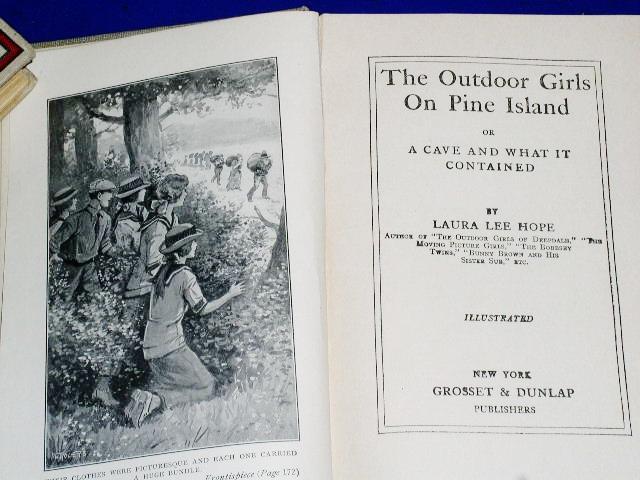 CLOTHES WERE PICTURESQUE AND EACH ONE CARRIED
A HUGE BUNDLE.
Frontispiece (Page 172)
The Outdoor Girls
On Pine Island
OR
A CAVE AND WHAT IT
CONTAINED
BY
LAURA LEE HOPE
AUTHOR OF "THE OUTDOOR GIRLS OF DEEPDALE," "THE
MOVING PICTURE GIRLS," "THE BOBBSEY
TWINS," "BUNNY BROWN AND HIS
SISTER SUE," ETC.
ILLUSTRATED
NEW YORK
GROSSET & DUNLAP
PUBLISHERS